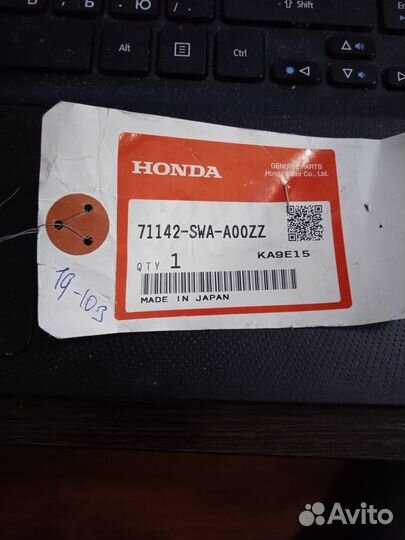 Ь
Ю
Alt
Ctrl
HONDA
GENUINE PARTS
Honda Motor Co., Ltd.
71142-SWA-A00ZZ
QTY 1
KA9E15
MADE IN JAPAN
19-103
Avito